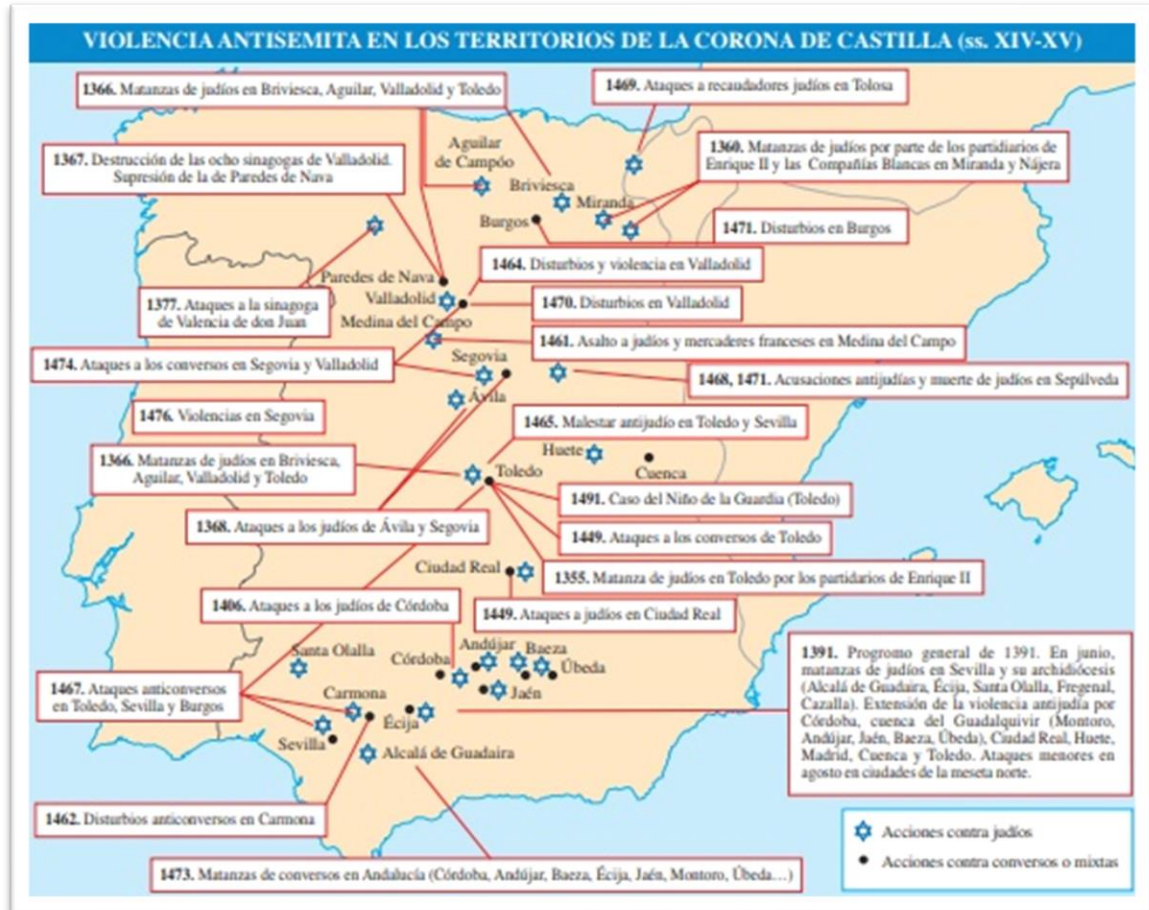 VIOLENCIA ANTISEMITA EN LOS TERRITORIOS DE LA CORONA DE CASTILLA (ss. XIV-XV)
1366. Matanzas de judíos en Briviesca, Aguilar, Valladolid y Toledo
1469. Ataques a recaudadores judíos en Tolosa
1367. Destrucción de las ocho sinagogas de Valladolid.
Supresión de la de Paredes de Nava
Aguilar
de Campóo
1360. Matanzas de judíos por parte de los partidiarios de
Enrique II y las Compañías Blancas en Miranda y Nájera
Briviesca
Miranda
Burgos
1471. Disturbios en Burgos
1464. Disturbios y violencia en Valladolid
Paredes de Nava
1377. Ataques a la sinagoga
de Valencia de don Juan
Valladolid
1470. Disturbios en Valladolid
Medina del Campo
1461. Asalto a judíos y mercaderes franceses en Medina del Campo
1474. Ataques a los conversos en Segovia y Valladolid
Segovia
1468, 1471. Acusaciones antijudías y muerte de judíos en Sepúlveda
Ávila
1476. Violencias en Segovia
1465. Malestar antijudío en Toledo y Sevilla
1366. Matanzas de judíos en Briviesca,
Aguilar, Valladolid y Toledo
Huete
Cuenca
Toledo
1491. Caso del Niño de la Guardia (Toledo)
1368. Ataques a los judíos de Ávila y Segovia
1449. Ataques a los conversos de Toledo
Ciudad Real
1355. Matanza de judíos en Toledo por los partidarios de Enrique II
1406. Ataques a los judíos de Córdoba
1449. Ataques a judíos en Ciudad Real
Santa Olalla
Córdoba
Andújar
Baeza
Úbeda
Jaén
1391. Progromo general de 1391. En junio,
matanzas de judíos en Sevilla y su archidiócesis
(Alcalá de Guadaira, Écija, Santa Olalla, Fregenal,
Cazalla). Extensión de la violencia antijudía por
Córdoba, cuenca del Guadalquivir (Montoro,
Andújar, Jaén, Baeza, Úbeda), Ciudad Real, Huete,
Madrid, Cuenca y Toledo. Ataques menores en
agosto en ciudades de la meseta norte.
1467. Ataques anticonversos
en Toledo, Sevilla y Burgos
Carmona
Écija
Sevilla
Alcalá de Guadaira
1462. Disturbios anticonversos en Carmona
Acciones contra judíos
Acciones contra conversos o mixtas
1473. Matanzas de conversos en Andalucía (Córdoba, Andújar, Baeza, Écija, Jaén, Montoro, Úbeda…)